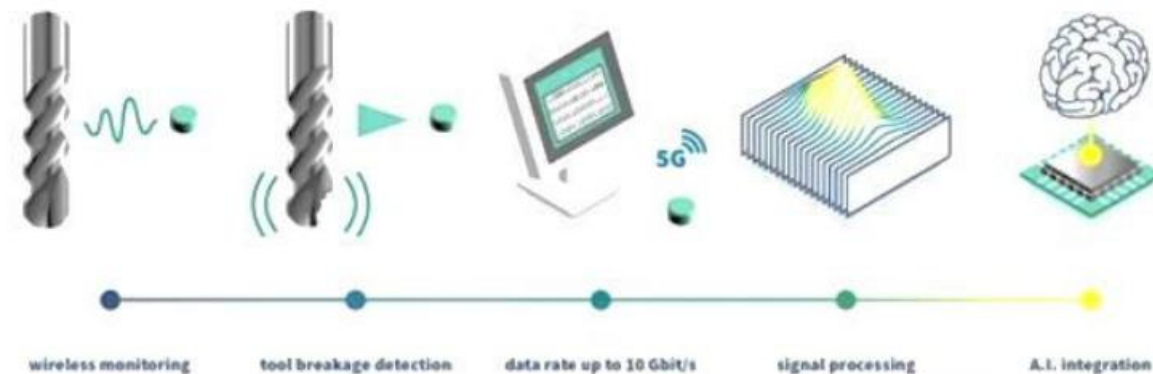 5G
wireless monitoring
tool breakage detection
data rate up to 10 Gbit/s
signal processing
A.I. integration